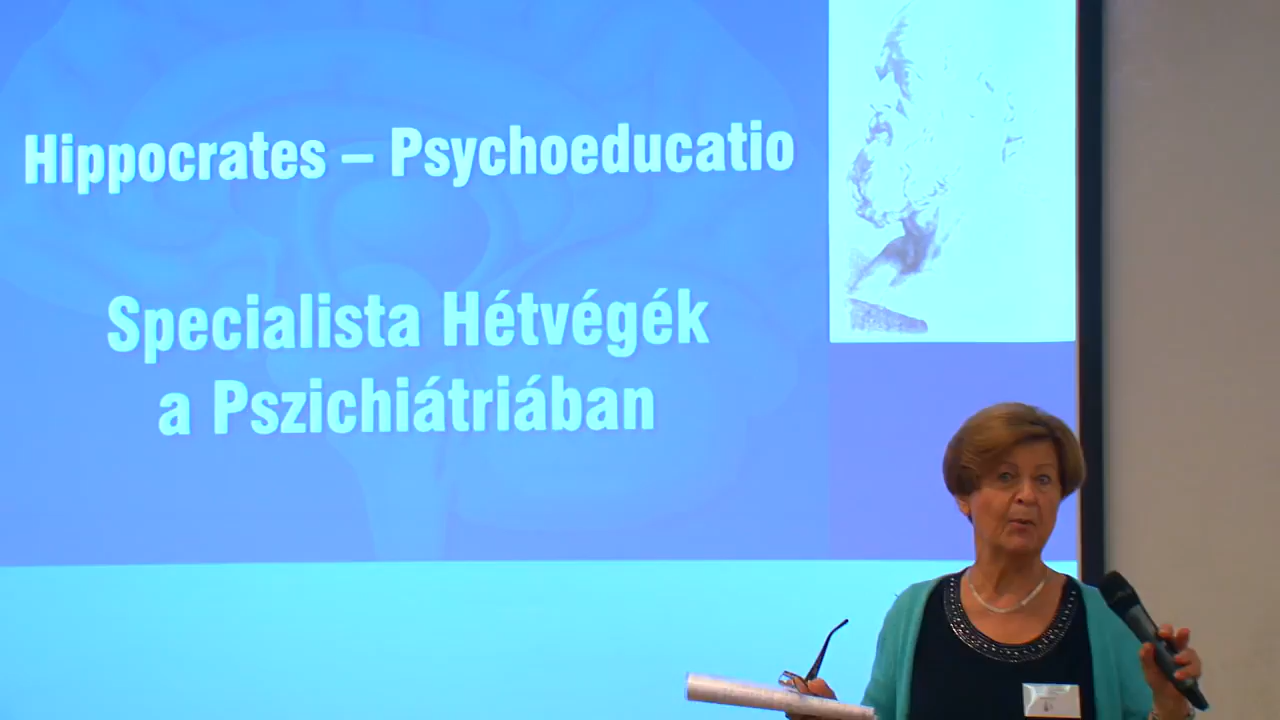 Hippocrates – Psychoeducatio
Specialista Hétvégék
a Pszichiátriában